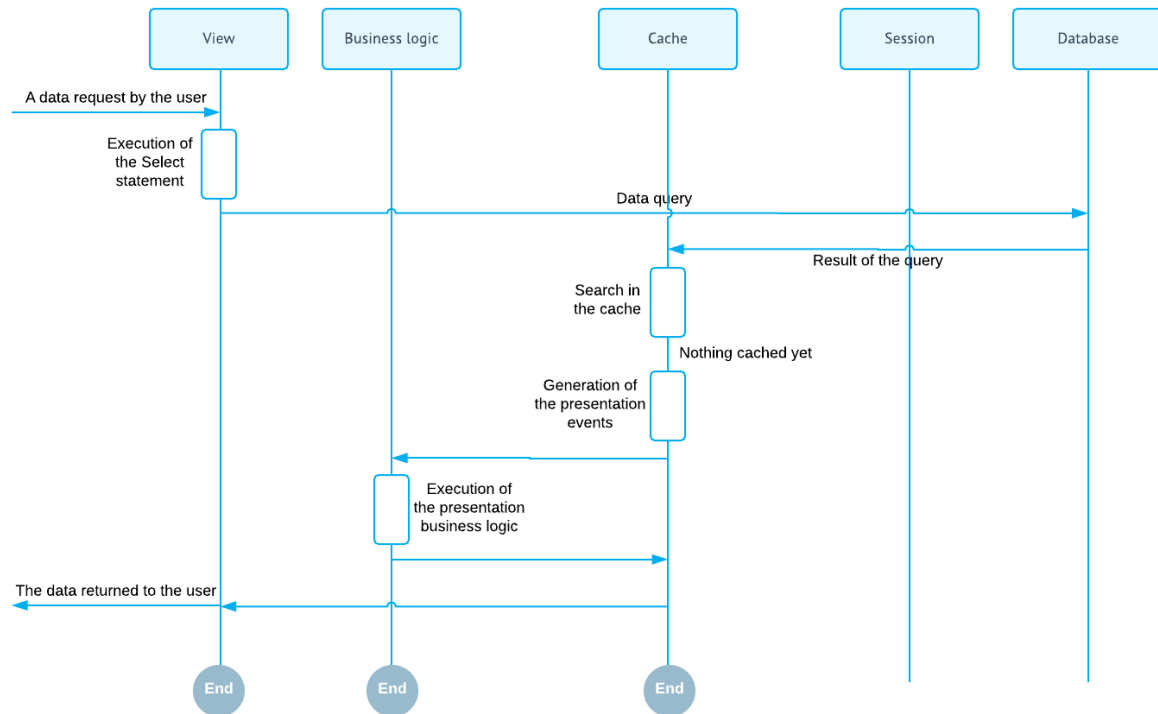 View
Business logic
Cache
Session
Database
A data request by the user
Execution of
the Select
statement
Data query
Result of the query
Search in
the cache
Nothing cached yet
Generation of
the presentation
events
Execution of
the presentation
business logic
The data returned to the user
End
End
End